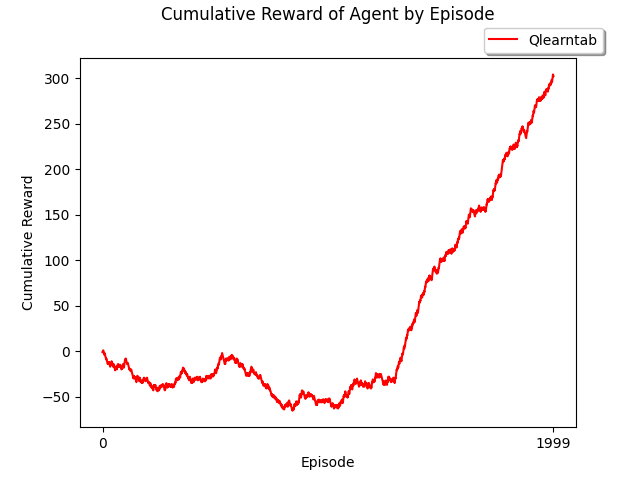 Cumulative Reward of Agent by Episode
Qlearntab
300
250
200
150
100
50
0
−50
Cumulative Reward
0 1999
Episode